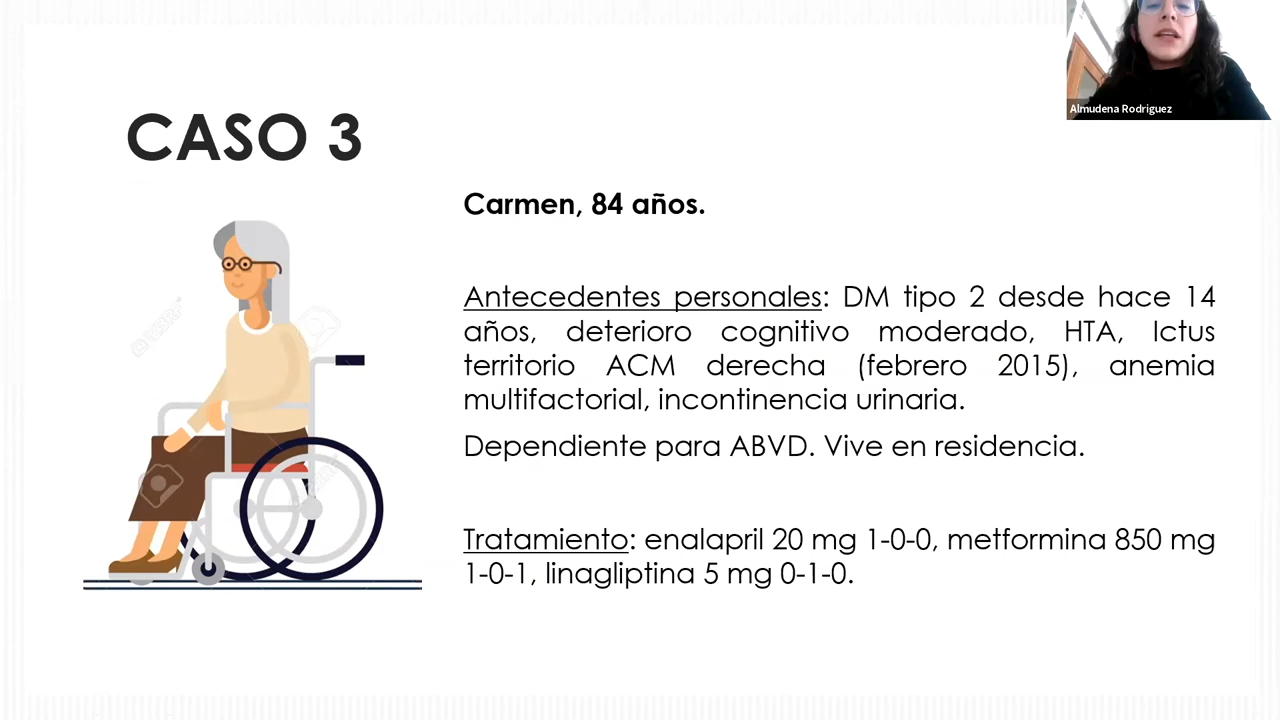 Almudena Rodriguez
CASO 3
Carmen, 84 años.
Antecedentes personales: DM tipo 2 desde hace 14
años, deterioro cognitivo moderado, HTA, Ictus
territorio ACM derecha (febrero 2015), anemia
multifactorial, incontinencia urinaria.
Dependiente para ABVD. Vive en residencia.
Tratamiento: enalapril 20 mg 1-0-0, metformina 850 mg
1-0-1, linagliptina 5 mg 0-1-0.